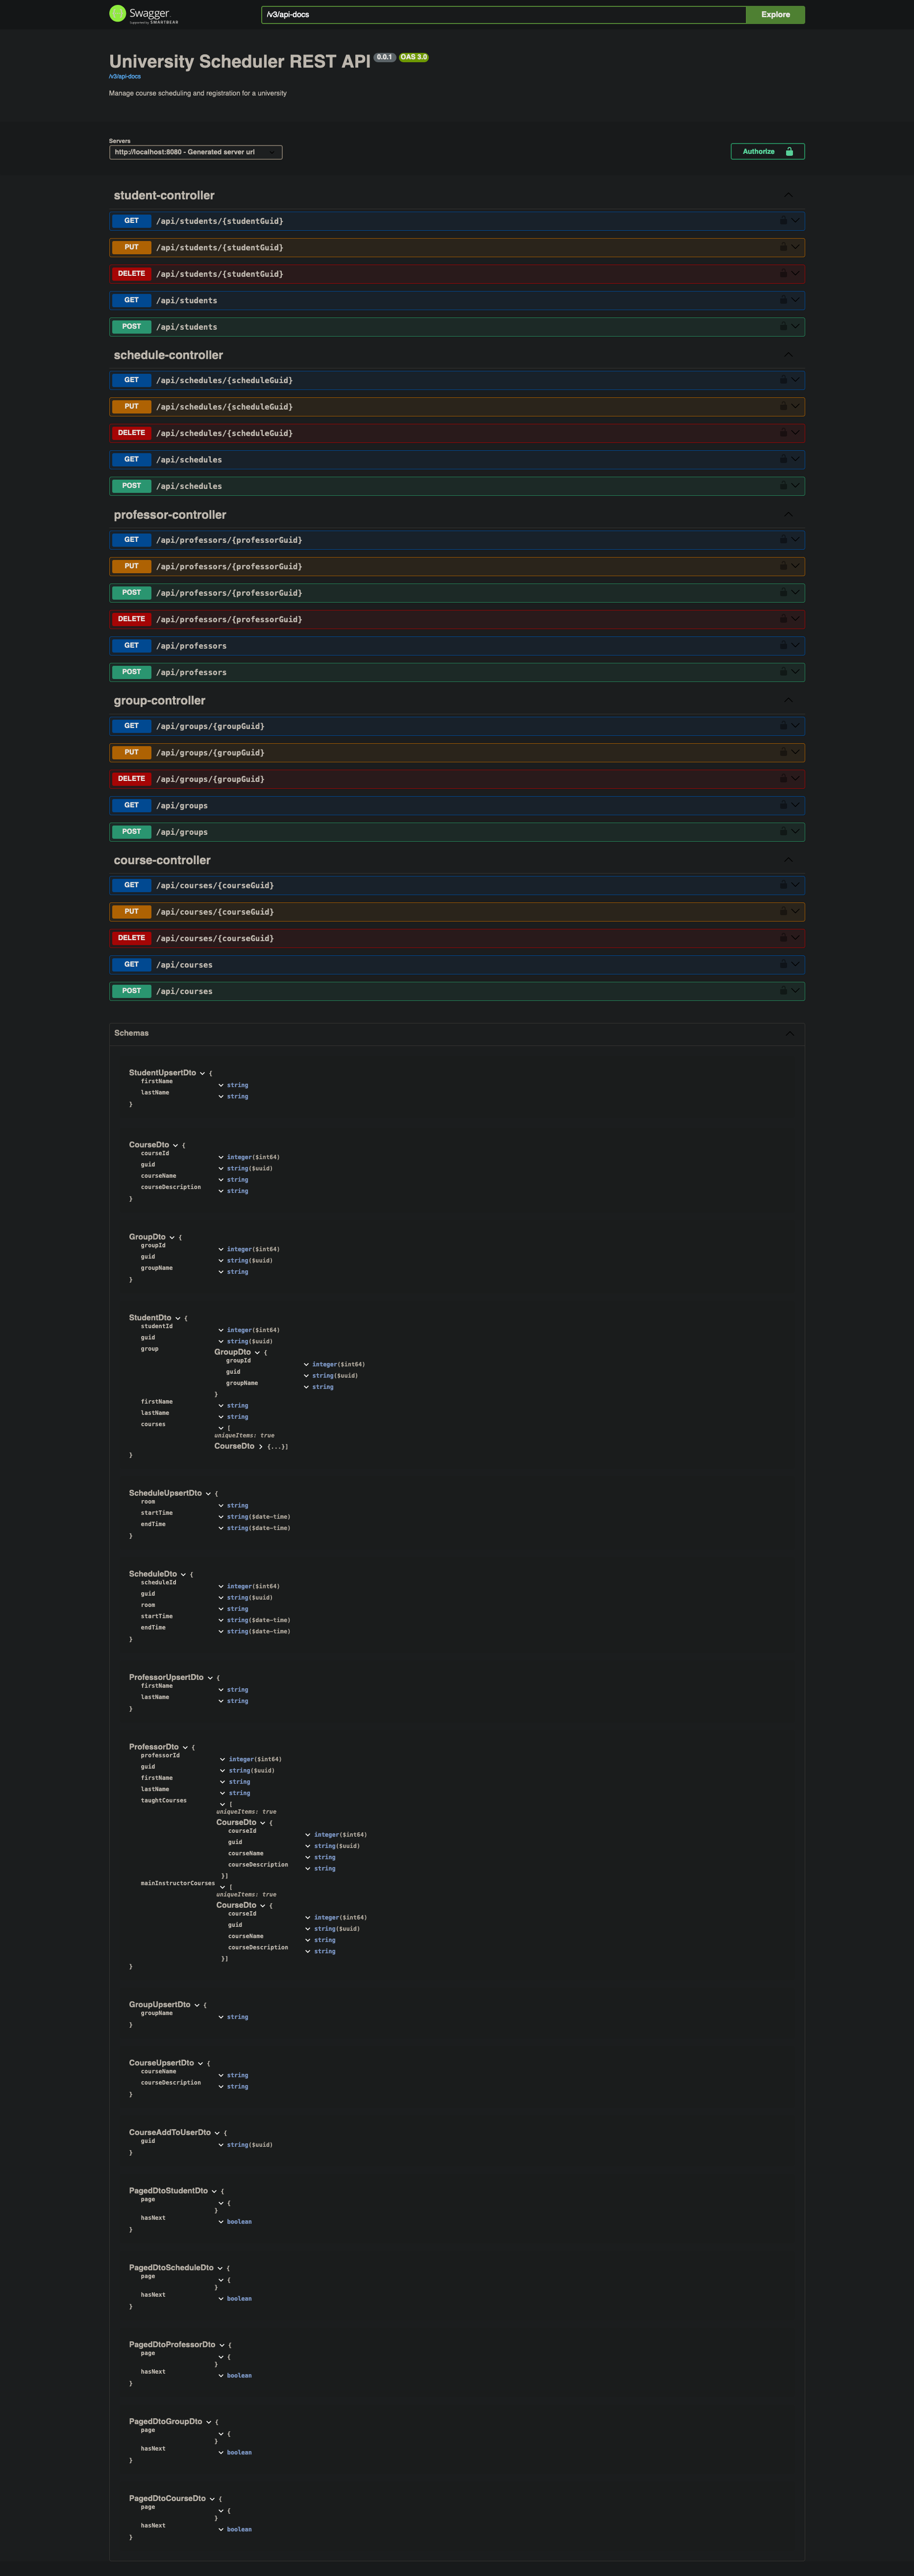 Swagger
Supported by SMARTBEAR
/v3/api-docs
Explore
University Scheduler REST API 0.0.1 OAS 3.0
/v3/api-docs
Manage course scheduling and registration for a university
Servers
http://localhost:8080 - Generated server url
Authorize
student-controller
GET /api/students/{studentGuid}
PUT /api/students/{studentGuid}
DELETE /api/students/{studentGuid}
GET /api/students
POST /api/students
schedule-controller
GET /api/schedules/{scheduleGuid}
PUT /api/schedules/{scheduleGuid}
DELETE /api/schedules/{scheduleGuid}
GET /api/schedules
POST /api/schedules
professor-controller
GET /api/professors/{professorGuid}
PUT /api/professors/{professorGuid}
POST /api/professors/{professorGuid}
DELETE /api/professors/{professorGuid}
GET /api/professors
POST /api/professors
group-controller
GET /api/groups/{groupGuid}
PUT /api/groups/{groupGuid}
DELETE /api/groups/{groupGuid}
GET /api/groups
POST /api/groups
course-controller
GET /api/courses/{courseGuid}
PUT /api/courses/{courseGuid}
DELETE /api/courses/{courseGuid}
GET /api/courses
POST /api/courses
Schemas
StudentUpsertDto {
firstName string
lastName string
}
CourseDto {
courseId integer($int64)
guid string($uuid)
courseName string
courseDescription string
}
GroupDto {
groupId integer($int64)
guid string($uuid)
groupName string
}
StudentDto {
studentId integer($int64)
guid string($uuid)
group GroupDto {
groupId integer($int64)
guid string($uuid)
groupName string
}
firstName string
lastName string
courses [
uniqueItems: true
CourseDto {...}]
}
ScheduleUpsertDto {
room string
startTime string($date-time)
endTime string($date-time)
}
ScheduleDto {
scheduleId integer($int64)
guid string($uuid)
room string
startTime string($date-time)
endTime string($date-time)
}
ProfessorUpsertDto {
firstName string
lastName string
}
ProfessorDto {
professorId integer($int64)
guid string($uuid)
firstName string
lastName string
taughtCourses [
uniqueItems: true
CourseDto {
courseId integer($int64)
guid string($uuid)
courseName string
courseDescription string
}]
mainInstructorCourses [
uniqueItems: true
CourseDto {
courseId integer($int64)
guid string($uuid)
courseName string
courseDescription string
}]
}
GroupUpsertDto {
groupName string
}
CourseUpsertDto {
courseName string
courseDescription string
}
CourseAddToUserDto {
guid string($uuid)
}
PagedDtoStudentDto {
page {
}
hasNext boolean
}
PagedDtoScheduleDto {
page {
}
hasNext boolean
}
PagedDtoProfessorDto {
page {
}
hasNext boolean
}
PagedDtoGroupDto {
page {
}
hasNext boolean
}
PagedDtoCourseDto {
page {
}
hasNext boolean
}